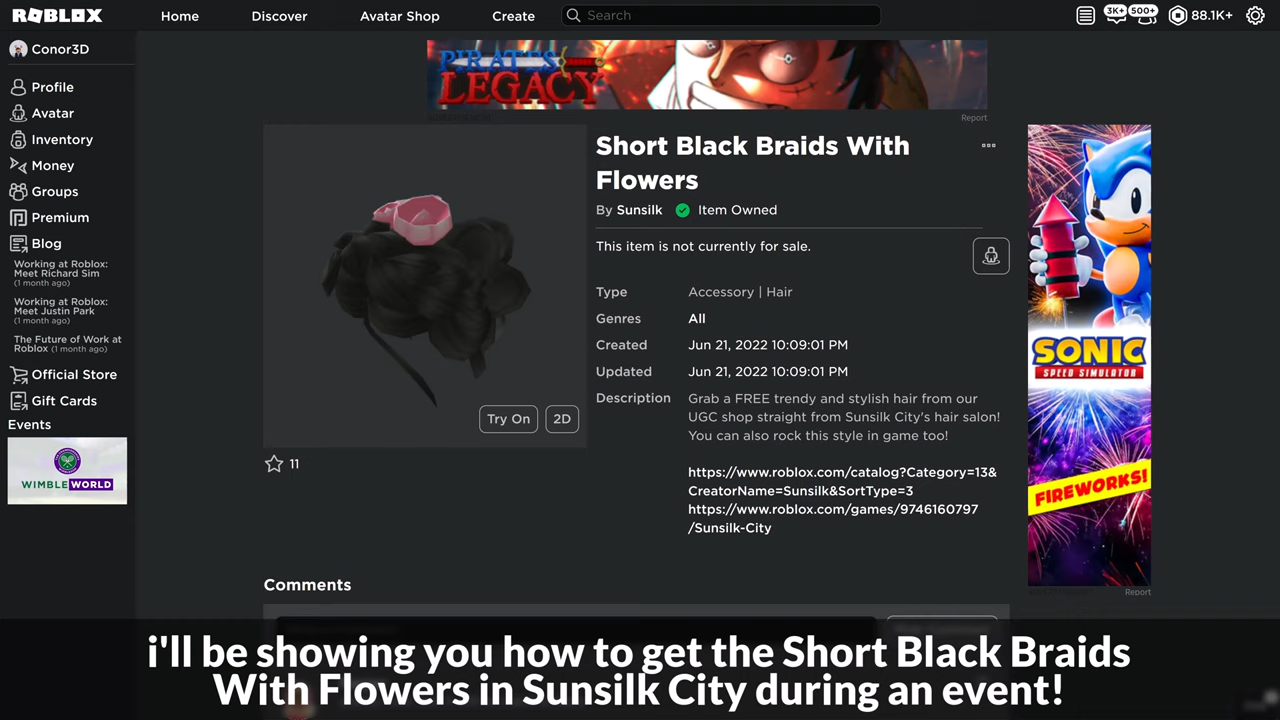 ROBLOX
Home
Discover
Avatar Shop
Create
Search
3K+
500+
88.1K+
Conor3D
Profile
Avatar
Inventory
Money
Groups
Premium
Blog
Working at Roblox:
Meet Richard Sim
(1 month ago)
Working at Roblox:
Meet Justin Park
(1 month ago)
The Future of Work at
Roblox (1 month ago)
Official Store
Gift Cards
Events
WIMBLEWORLD
PIRATES
LEGACY
Report
Short Black Braids With
Flowers
By Sunsilk Item Owned
This item is not currently for sale.
Type Accessory | Hair
Genres All
Created Jun 21, 2022 10:09:01 PM
Updated Jun 21, 2022 10:09:01 PM
Description Grab a FREE trendy and stylish hair from our
UGC shop straight from Sunsilk City's hair salon!
You can also rock this style in game too!
https://www.roblox.com/catalog?Category=13&
CreatorName=Sunsilk&SortType=3
https://www.roblox.com/games/9746160797
/Sunsilk-City
Try On
2D
11
Comments
SONIC
SPEED SIMULATOR
FIREWORKS!
Report
i'll be showing you how to get the Short Black Braids
With Flowers in Sunsilk City during an event!